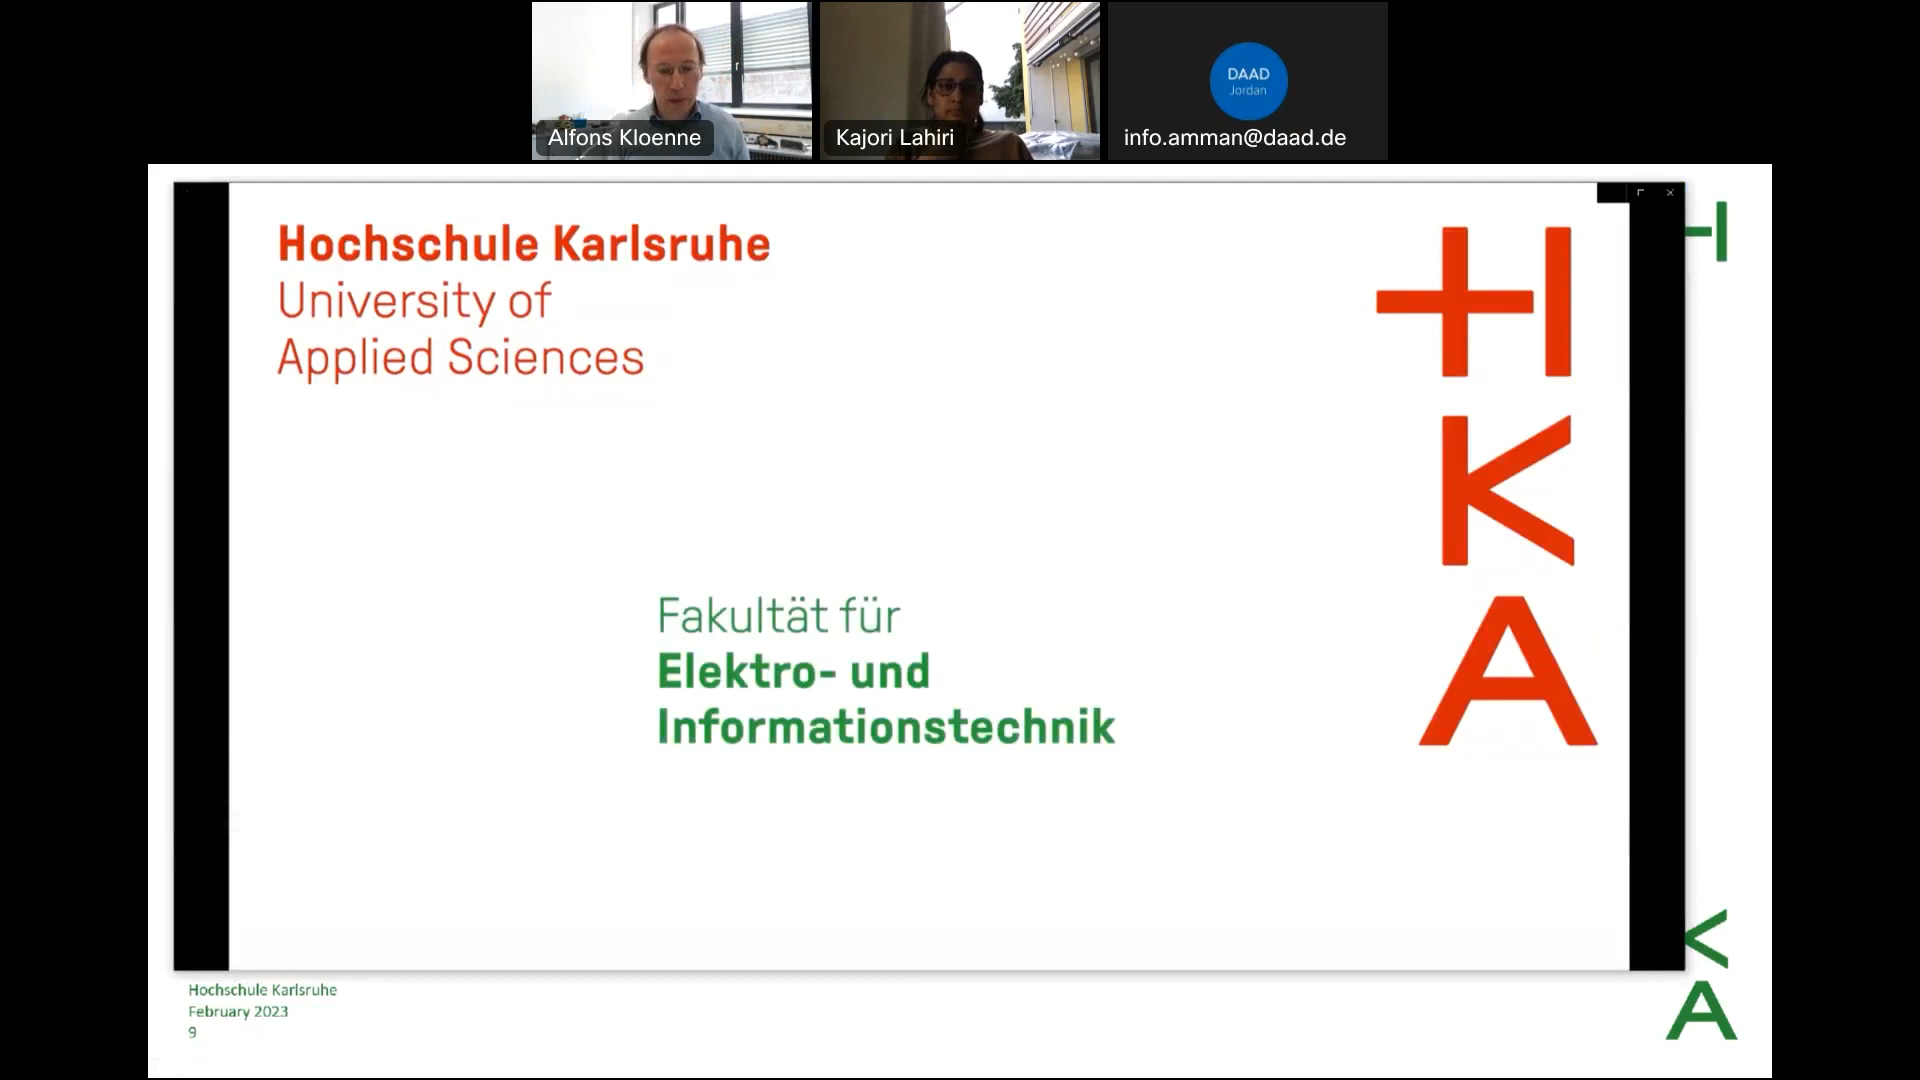 Alfons Kloenne
Kajori Lahiri
DAAD
Jordan
info.amman@daad.de
Hochschule Karlsruhe
University of
Applied Sciences
H
K
A
Fakultät für
Elektro- und
Informationstechnik
Hochschule Karlsruhe
February 2023
9
A